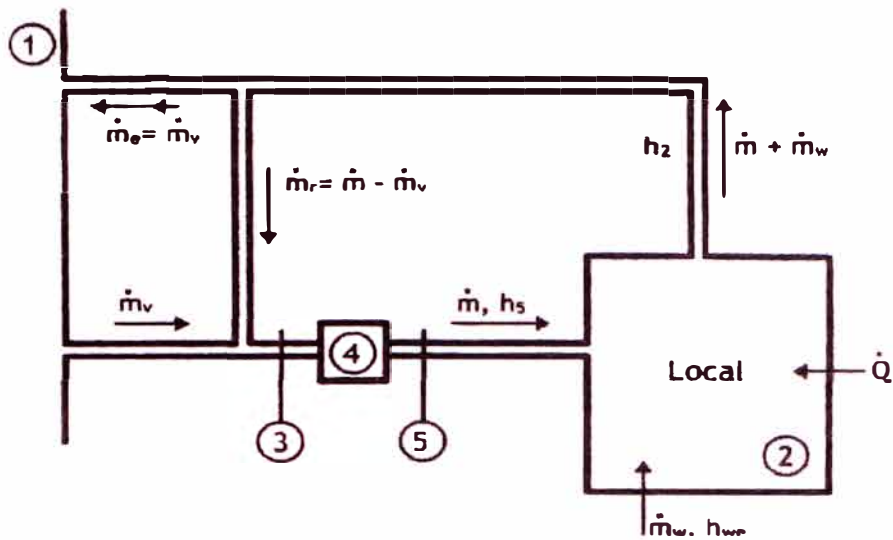 1
ṁe= ṁv
h2
ṁ + ṁw
ṁr= ṁ - ṁv
ṁv
ṁ, h5
4
Local
Q̇
3
5
2
ṁw, hwe